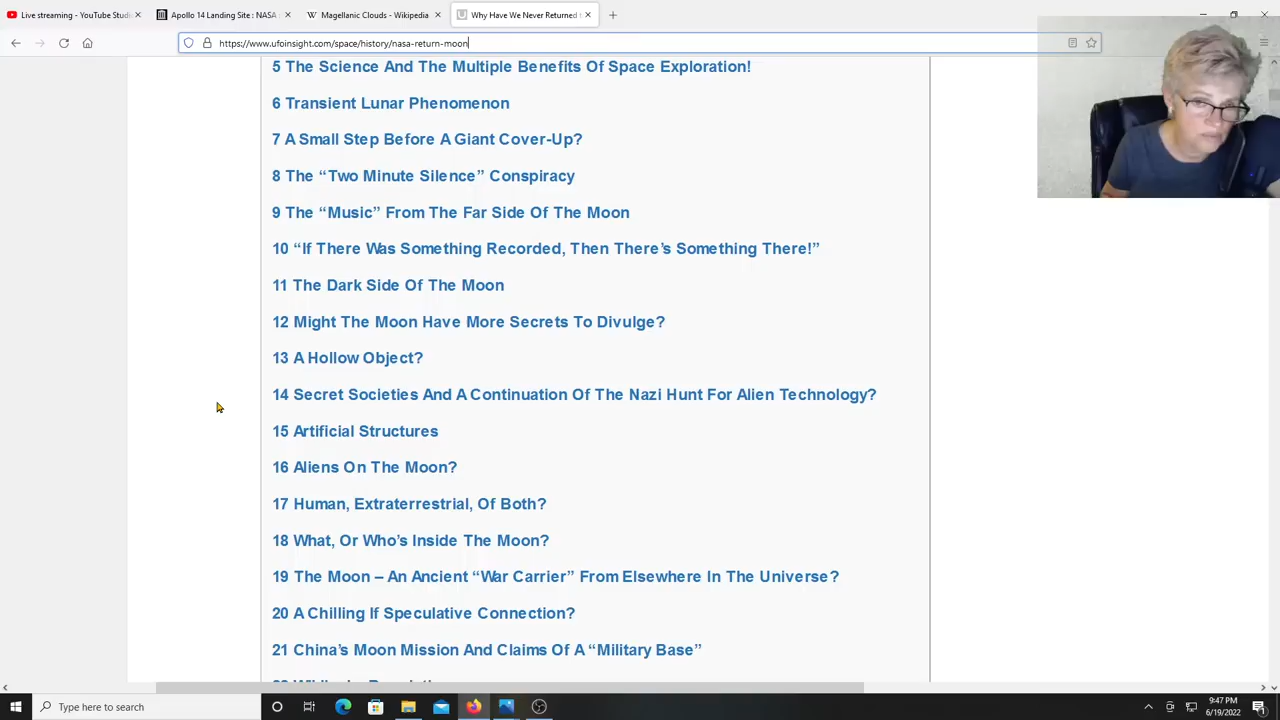 Live streaming - YouTube Studi
Apollo 14 Landing Site : NASA
Magellanic Clouds - Wikipedia
Why Have We Never Returned
https://www.ufoinsight.com/space/history/nasa-return-moon
5 The Science And The Multiple Benefits Of Space Exploration!
6 Transient Lunar Phenomenon
7 A Small Step Before A Giant Cover-Up?
8 The “Two Minute Silence” Conspiracy
9 The “Music” From The Far Side Of The Moon
10 “If There Was Something Recorded, Then There’s Something There!”
11 The Dark Side Of The Moon
12 Might The Moon Have More Secrets To Divulge?
13 A Hollow Object?
14 Secret Societies And A Continuation Of The Nazi Hunt For Alien Technology?
15 Artificial Structures
16 Aliens On The Moon?
17 Human, Extraterrestrial, Of Both?
18 What, Or Who’s Inside The Moon?
19 The Moon – An Ancient “War Carrier” From Elsewhere In The Universe?
20 A Chilling If Speculative Connection?
21 China’s Moon Mission And Claims Of A “Military Base”
Type here to search
9:47 PM
6/19/2022